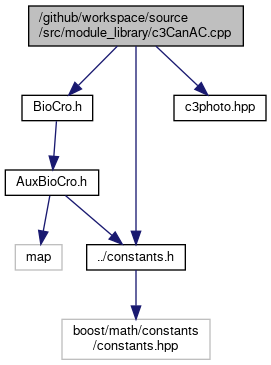 /github/workspace/source
/src/module_library/c3CanAC.cpp
BioCro.h
c3photo.hpp
AuxBioCro.h
map
../constants.h
boost/math/constants
/constants.hpp